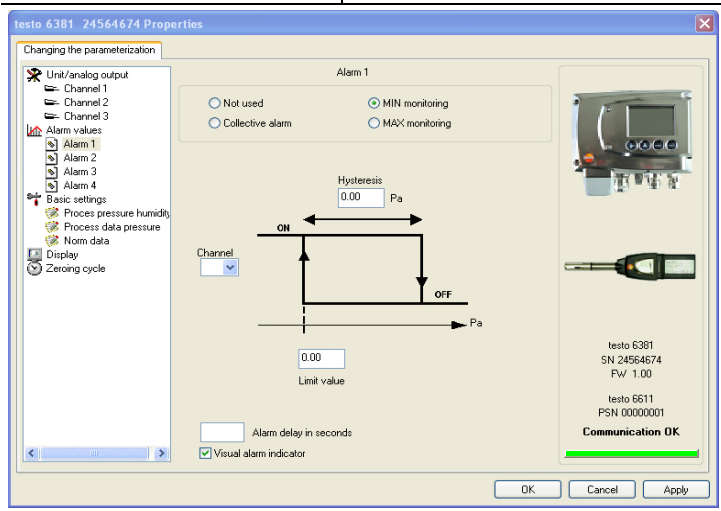 testo 6381 24564674 Properties
Changing the parameterization
Unit/analog output
Channel 1
Channel 2
Channel 3
Alarm values
Alarm 1
Alarm 2
Alarm 3
Alarm 4
Basic settings
Proces pressure humidity
Process data pressure
Norm data
Display
Zeroing cycle
Alarm 1
Not used
MIN monitoring
Collective alarm
MAX monitoring
Hysteresis
0.00 Pa
ON
Channel
OFF
Pa
0.00
Limit value
Alarm delay in seconds
Visual alarm indicator
testo 6381
SN 24564674
FW 1.00
testo 6611
PSN 00000001
Communication OK
OK
Cancel
Apply